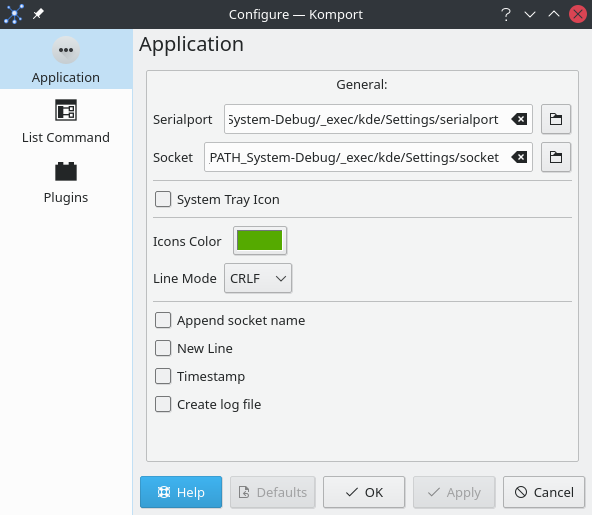 Configure — Komport
Application
List Command
Plugins
Application
General:
Serialport System-Debug/_exec/kde/Settings/serialport
Socket PATH_System-Debug/_exec/kde/Settings/socket
System Tray Icon
Icons Color
Line Mode CRLF
Append socket name
New Line
Timestamp
Create log file
Help Defaults OK Apply Cancel